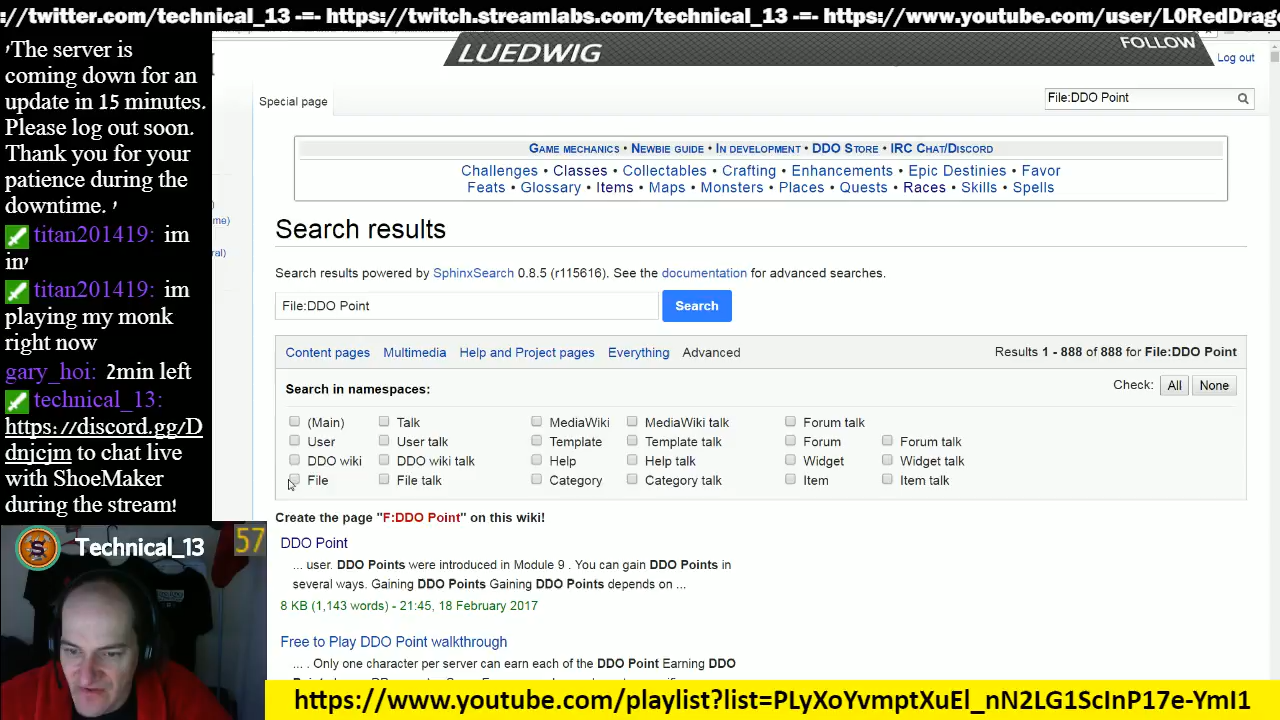 ://twitter.com/technical_13 -=- https://twitch.streamlabs.com/technical_13 -=- https://www.youtube.com/user/L0RedDrag
'The server is
coming down for an
update in 15 minutes.
Please log out soon.
Thank you for your
patience during the
downtime. '
titan201419: im
in'
titan201419: im
playing my monk
right now
gary_hoi: 2min left
technical_13:
https://discord.gg/D
dnjcjm to chat live
with ShoeMaker
during the stream!
Technical_13
57
me)
ral)
LUEDWIG
FOLLOW
Log out
Special page
File:DDO Point
Game mechanics • Newbie guide • In development • DDO Store • IRC Chat/Discord
Challenges • Classes • Collectables • Crafting • Enhancements • Epic Destinies • Favor
Feats • Glossary • Items • Maps • Monsters • Places • Quests • Races • Skills • Spells
Search results
Search results powered by SphinxSearch 0.8.5 (r115616). See the documentation for advanced searches.
File:DDO Point
Search
Content pages Multimedia Help and Project pages Everything Advanced
Results 1 - 888 of 888 for File:DDO Point
Search in namespaces:
Check: All None
(Main) Talk MediaWiki MediaWiki talk Forum talk
User User talk Template Template talk Forum Forum talk
DDO wiki DDO wiki talk Help Help talk Widget Widget talk
File File talk Category Category talk Item Item talk
Create the page "F:DDO Point" on this wiki!
DDO Point
... user. DDO Points were introduced in Module 9 . You can gain DDO Points in
several ways. Gaining DDO Points Gaining DDO Points depends on ...
8 KB (1,143 words) - 21:45, 18 February 2017
Free to Play DDO Point walkthrough
... . Only one character per server can earn each of the DDO Point Earning DDO
https://www.youtube.com/playlist?list=PLyXoYvmptXuEl_nN2LG1ScInP17e-YmI1